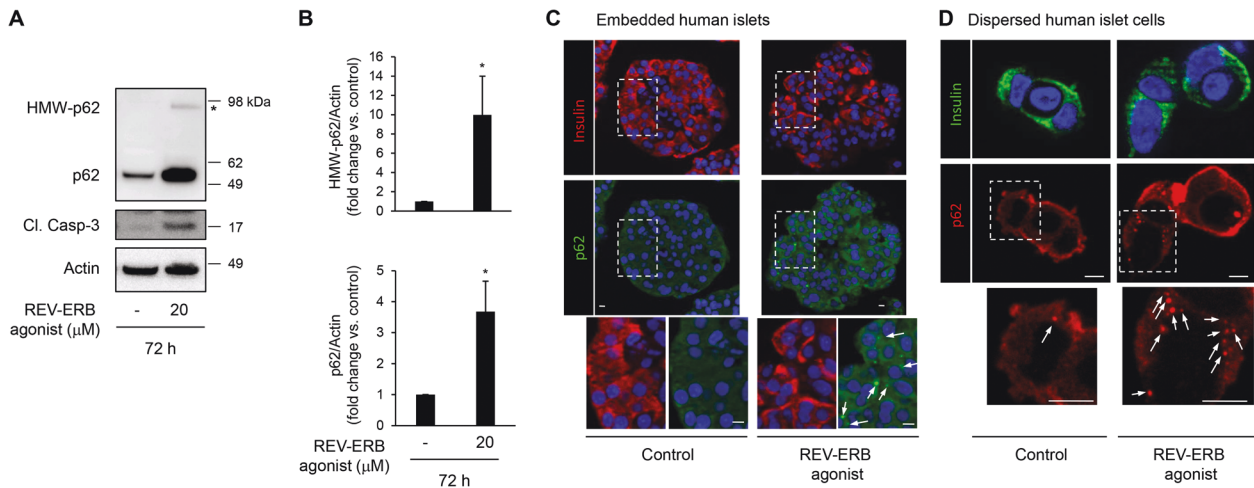 A
HMW-p62
98 kDa
*
p62
62
49
Cl. Casp-3
17
Actin
49
REV-ERB
agonist (μM)
-
20
72 h
B
HMW-p62/Actin
(fold change vs. control)
16
14
12
10
8
6
4
2
0
*
p62/Actin
(fold change vs. control)
5
4
3
2
1
0
*
REV-ERB
agonist (μM)
-
20
72 h
C
Embedded human islets
Insulin
p62
Control
REV-ERB
agonist
D
Dispersed human islet cells
Insulin
p62
Control
REV-ERB
agonist